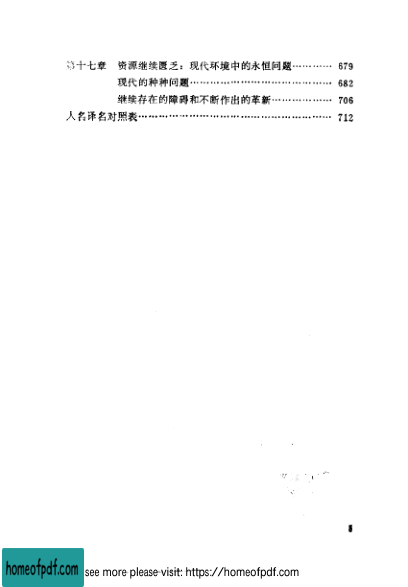 第十七章 资源继续匮乏：现代环境中的永恒问题………… 679
现代的种种问题…………………………………… 682
继续存在的障碍和不断作出的革新……………… 706
人名译名对照表………………………………………………… 712
homeofpdf.com
see more please visit: https://homeofpdf.com